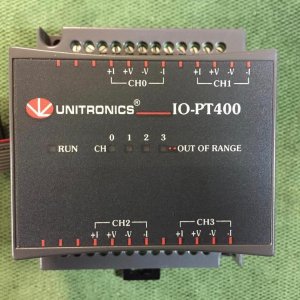 +I +V -V -I +I +V -V -I
CH0 CH1
UNITRONICS® IO-PT400
0 1 2 3
RUN CH OUT OF RANGE
CH2 CH3
+I +V -V -I +I +V -V -I